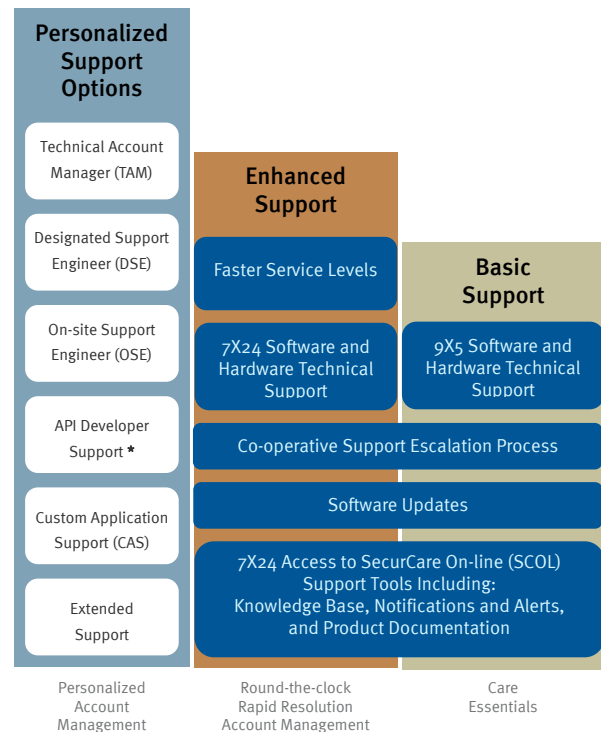 Personalized
Support
Options
Technical Account
Manager (TAM)
Designated Support
Engineer (DSE)
On-site Support
Engineer (OSE)
API Developer
Support *
Custom Application
Support (CAS)
Extended
Support
Personalized
Account
Management
Enhanced
Support
Faster Service Levels
7X24 Software and
Hardware Technical
Support
Basic
Support
9X5 Software and
Hardware Technical
Support
Co-operative Support Escalation Process
Software Updates
7X24 Access to SecurCare On-line (SCOL)
Support Tools Including:
Knowledge Base, Notifications and Alerts,
and Product Documentation
Round-the-clock
Rapid Resolution
Account Management
Care
Essentials